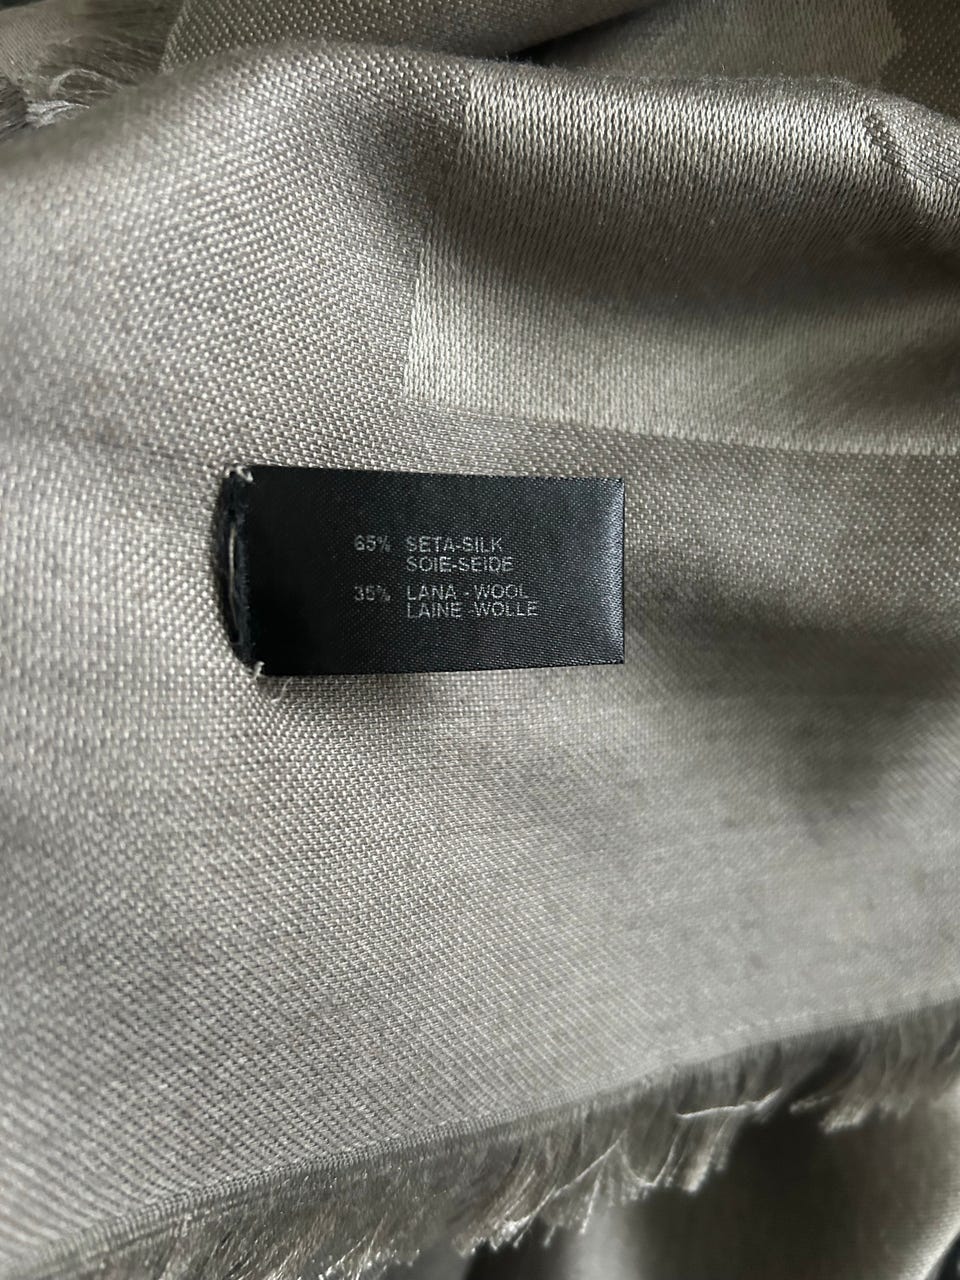 65% SETA-SILK
SOIE-SEIDE
35% LANA - WOOL
LAINE -WOLLE